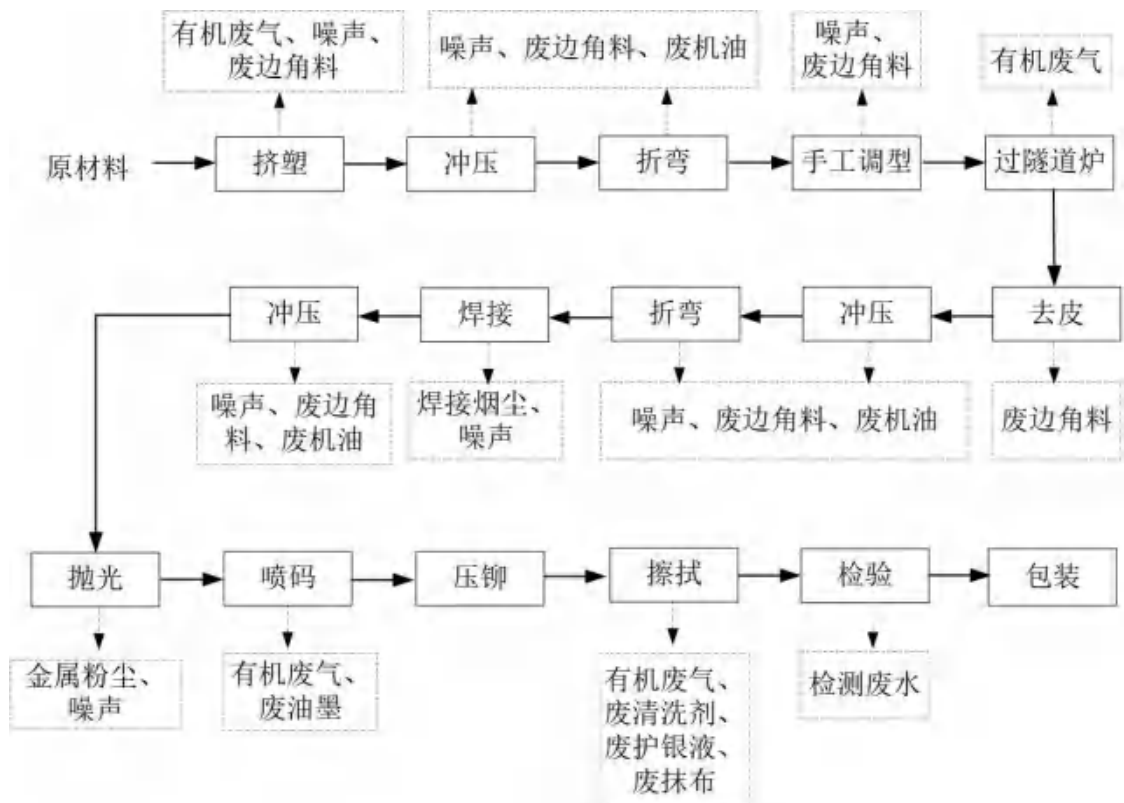 有机废气、噪声、
废边角料
噪声、废边角料、废机油
噪声、
废边角料
有机废气
原材料
挤塑
冲压
折弯
手工调型
过隧道炉
冲压
焊接
折弯
冲压
去皮
噪声、废边角
料、废机油
焊接烟尘、
噪声
噪声、废边角料、废机油
废边角料
抛光
喷码
压铆
擦拭
检验
包装
金属粉尘、
噪声
有机废气、
废油墨
有机废气、
废清洗剂、
废护银液、
废抹布
检测废水